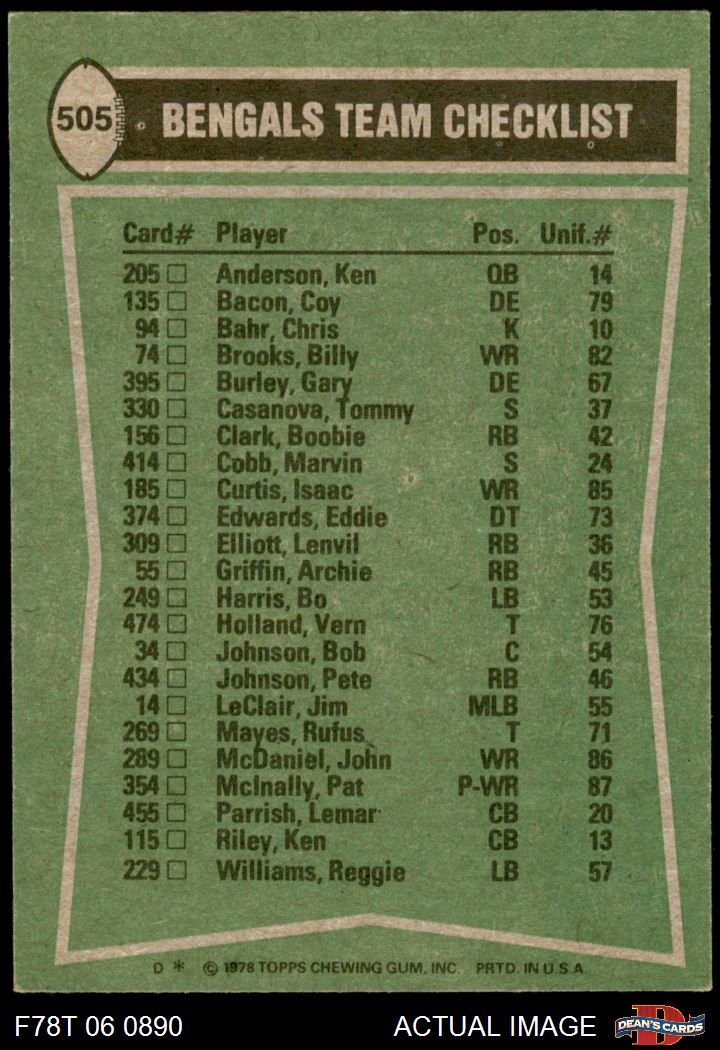 505 BENGALS TEAM CHECKLIST
Card# Player Pos. Unif.#
205 Anderson, Ken QB 14
135 Bacon, Coy DE 79
94 Bahr, Chris K 10
74 Brooks, Billy WR 82
395 Burley, Gary DE 67
330 Casanova, Tommy S 37
156 Clark, Boobie RB 42
414 Cobb, Marvin S 24
185 Curtis, Isaac WR 85
374 Edwards, Eddie DT 73
309 Elliott, Lenvil RB 36
55 Griffin, Archie RB 45
249 Harris, Bo LB 53
474 Holland, Vern T 76
34 Johnson, Bob C 54
434 Johnson, Pete RB 46
14 LeClair, Jim MLB 55
269 Mayes, Rufus T 71
289 McDaniel, John WR 86
354 McInally, Pat P-WR 87
455 Parrish, Lemar CB 20
115 Riley, Ken CB 13
229 Williams, Reggie LB 57
D * © 1978 TOPPS CHEWING GUM, INC. PRTD. IN U.S.A.
F78T 06 0890 ACTUAL IMAGE D DEAN'S CARDS